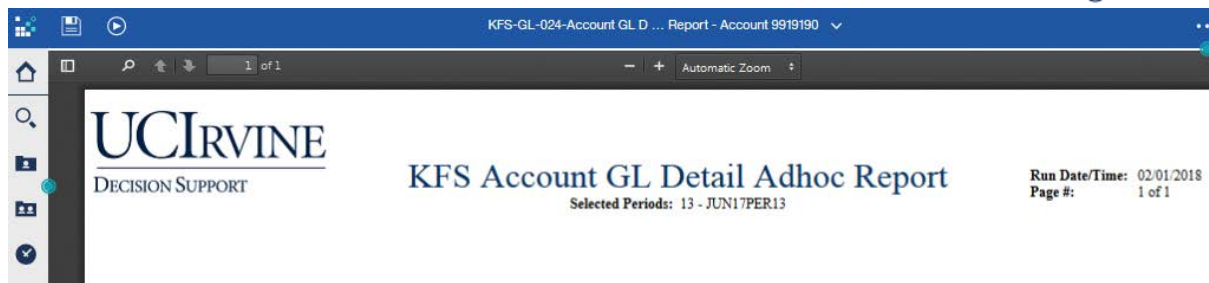 KFS-GL-024-Account GL D ... Report - Account 9919190
1 of 1
Automatic Zoom
UCIRVINE
DECISION SUPPORT
KFS Account GL Detail Adhoc Report
Selected Periods: 13 - JUN17PER13
Run Date/Time: 02/01/2018
Page #: 1 of 1